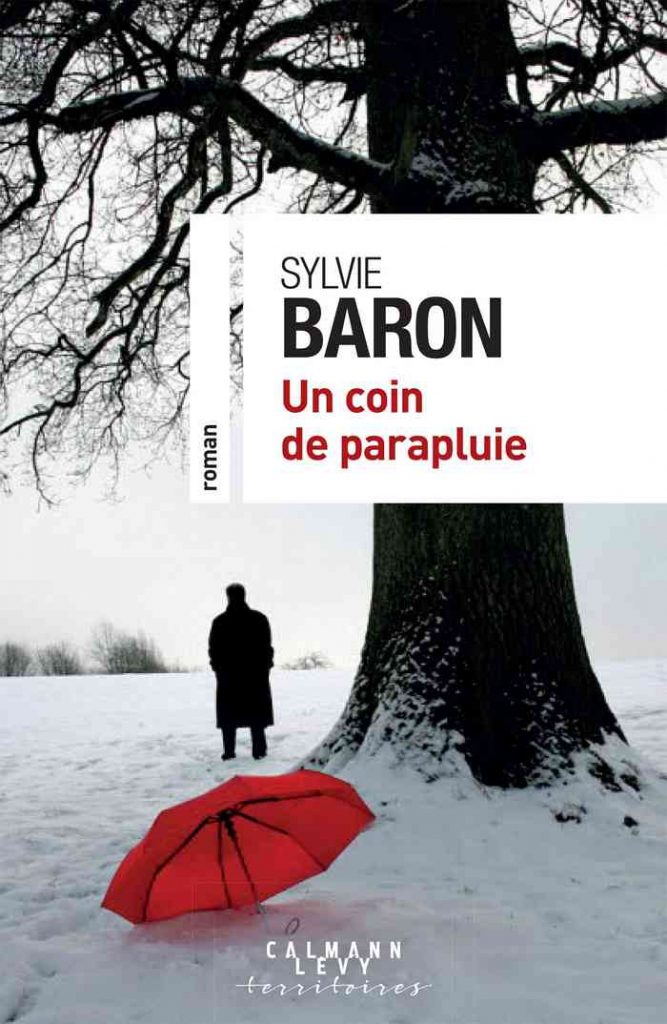 SYLVIE
BARON
Un coin
de parapluie
roman
CALMANN
LEVY
territoires